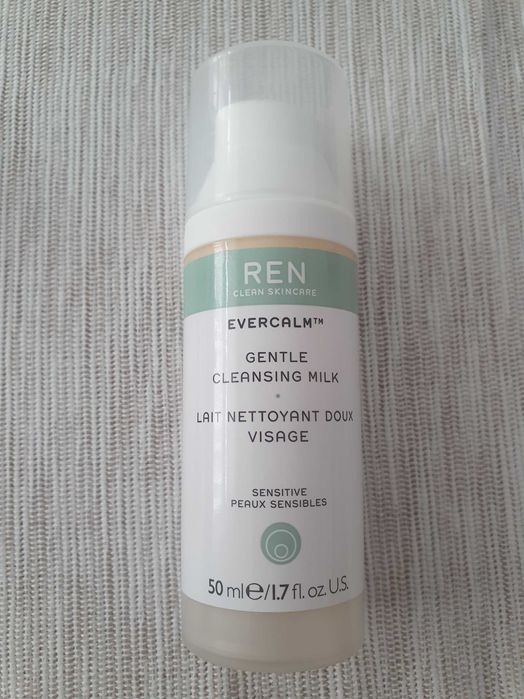 REN
CLEAN SKINCARE
EVERCALM™
GENTLE
CLEANSING MILK
LAIT NETTOYANT DOUX
VISAGE
SENSITIVE
PEAUX SENSIBLES
50 ml℮/1.7 fl. oz. U.S.